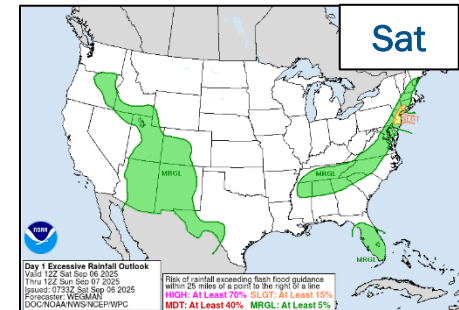 Sat
MRGL
MRGL
SLGT
MRGL
NOAA
Day 1 Excessive Rainfall Outlook
Valid 12Z Sat Sep 06 2025
Thru 12Z Sun Sep 07 2025
Issued: 0733Z Sat Sep 06 2025
Forecaster: WEGMAN
DOC/NOAA/NWS/NCEP/WPC
Risk of rainfall exceeding flash flood guidance
within 25 miles of a point to the right of a line
HIGH: At Least 70% SLGT: At Least 15%
MDT: At Least 40% MRGL: At Least 5%